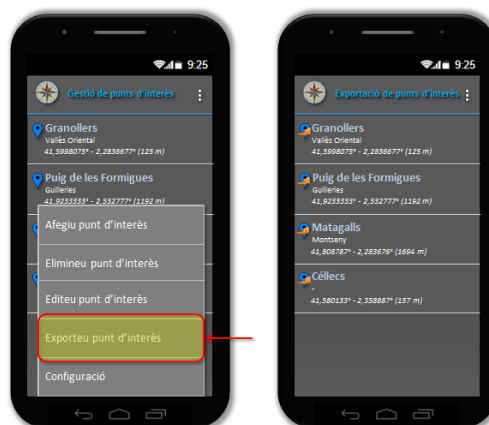 9:25
Gestió de punts d'interès
Granollers
Vallès Oriental
41,5998075° - 2,2836677° (125 m)
Puig de les Formigues
Guilleries
41,9233333° - 2,532777° (1192 m)
Afegiu punt d'interès
Elimineu punt d'interès
Editeu punt d'interès
Exporteu punt d'interès
Configuració
9:25
Exportació de punts d'interès
Granollers
Vallès Oriental
41,5998075° - 2,2836677° (125 m)
Puig de les Formigues
Guilleries
41,9233333° - 2,532777° (1192 m)
Matagalls
Montseny
41,808787° - 2,283676° (1694 m)
Céllecs
-
41,580133° - 2,358887° (157 m)